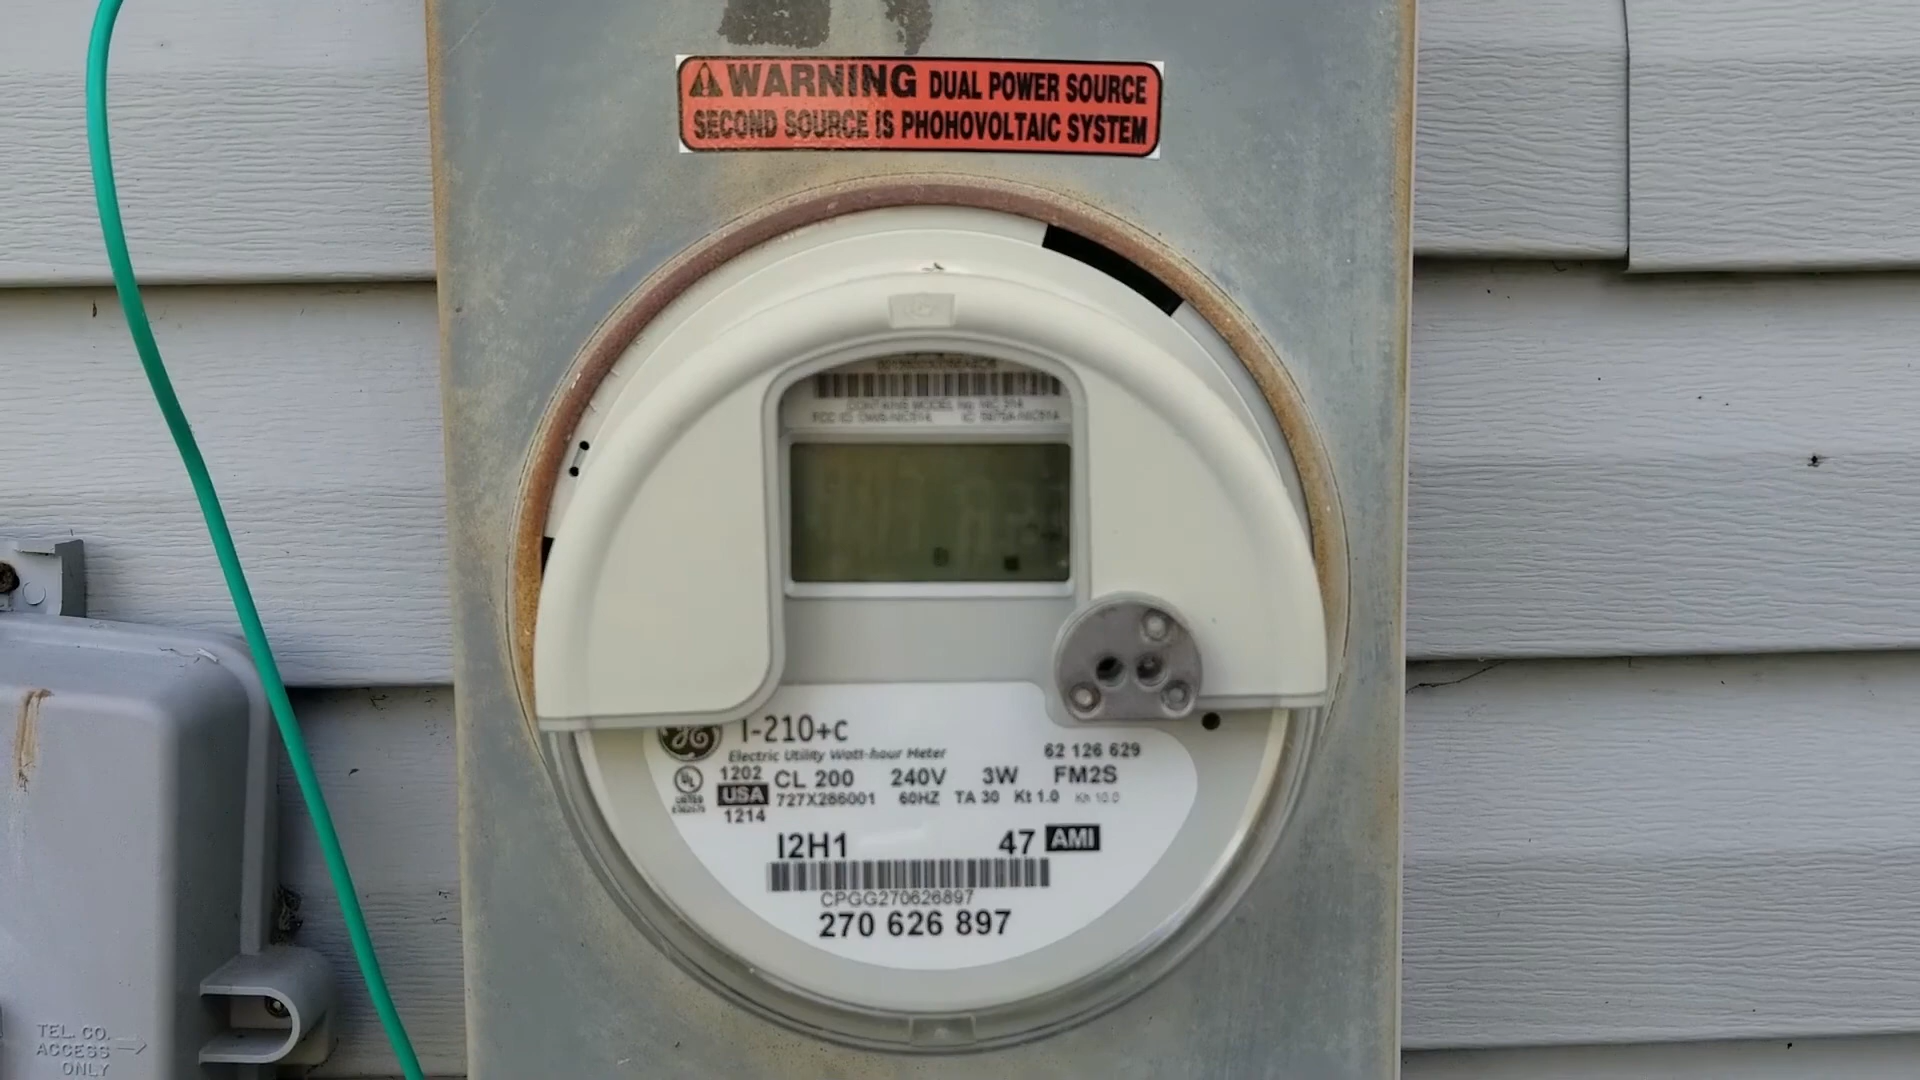 WARNING DUAL POWER SOURCE
SECOND SOURCE IS PHOHOVOLTAIC SYSTEM
I-210+c
Electric Utility Watt-hour Meter 62 126 629
UL 1202 CL 200 240V 3W FM2S
LISTED USA 727X286001 60HZ TA 30 Kt 1.0 Kh 10.0
1214
I2H1 47 AMI
CPGG270626897
270 626 897
TEL. CO.
ACCESS
ONLY